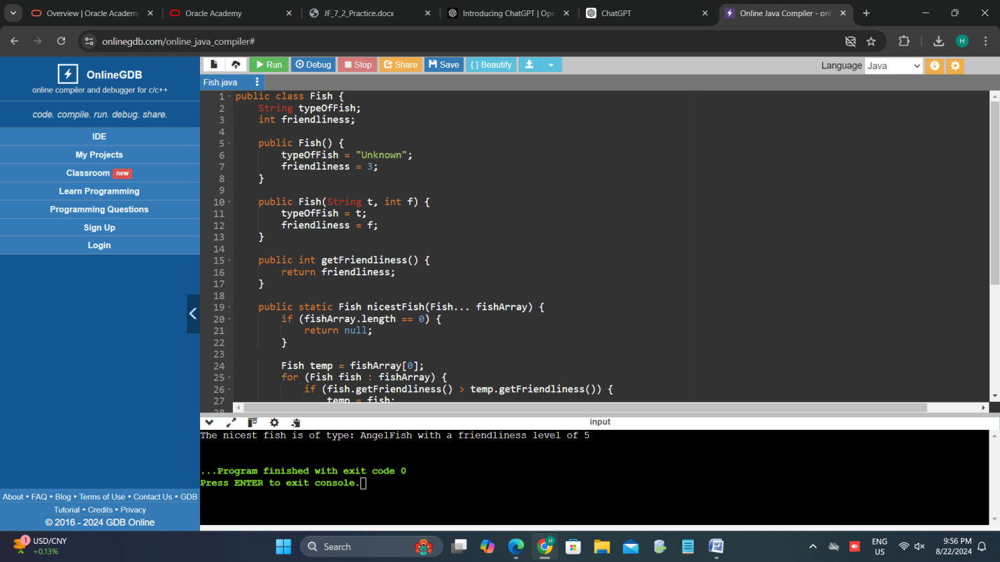 Overview | Oracle Academy
Oracle Academy
JF_7_2_Practice.docx
Introducing ChatGPT | Ope
ChatGPT
Online Java Compiler - onl
onlinegdb.com/online_java_compiler#
H
OnlineGDB
online compiler and debugger for c/c++
code. compile. run. debug. share.
IDE
My Projects
Classroom new
Learn Programming
Programming Questions
Sign Up
Login
About • FAQ • Blog • Terms of Use • Contact Us • GDB
Tutorial • Credits • Privacy
© 2016 - 2024 GDB Online
Run Debug Stop Share Save { } Beautify
Language Java
Fish.java
1 public class Fish {
2 String typeOfFish;
3 int friendliness;
4
5 public Fish() {
6 typeOfFish = "Unknown";
7 friendliness = 3;
8 }
9
10 public Fish(String t, int f) {
11 typeOfFish = t;
12 friendliness = f;
13 }
14
15 public int getFriendliness() {
16 return friendliness;
17 }
18
19 public static Fish nicestFish(Fish... fishArray) {
20 if (fishArray.length == 0) {
21 return null;
22 }
23
24 Fish temp = fishArray[0];
25 for (Fish fish : fishArray) {
26 if (fish.getFriendliness() > temp.getFriendliness()) {
27 temp = fish;
28
input
The nicest fish is of type: AngelFish with a friendliness level of 5
...Program finished with exit code 0
Press ENTER to exit console.
1
USD/CNY
+0.13%
Search
H
ENG
US
9:56 PM
8/22/2024